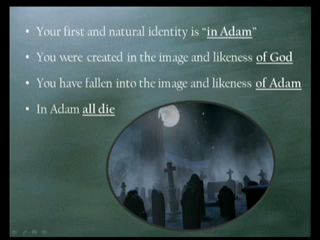 Your first and natural identity is “in Adam”
You were created in the image and likeness of God
You have fallen into the image and likeness of Adam
In Adam all die